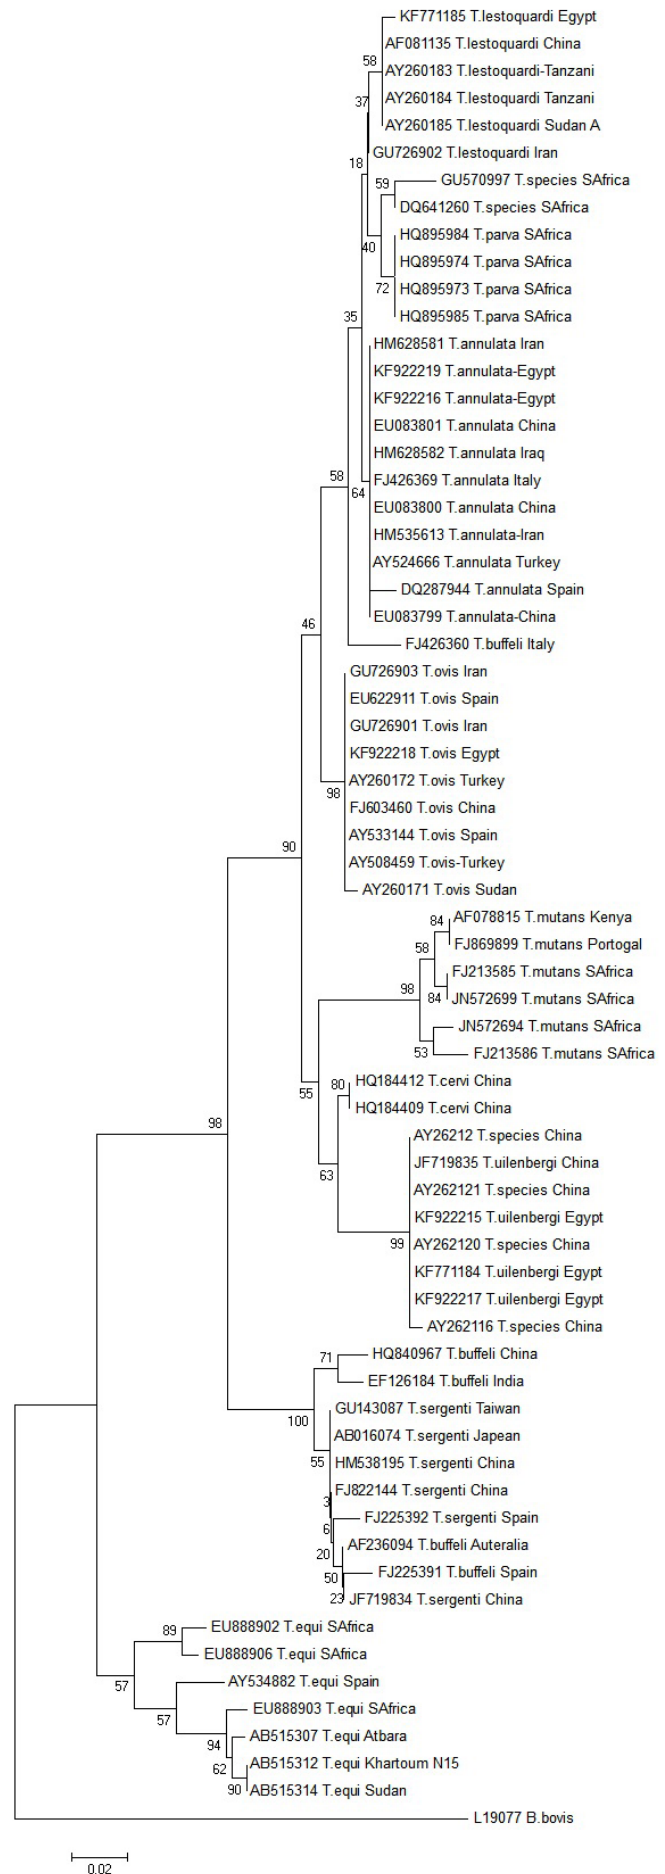 KF771185 T.lestoquardi Egypt
AF081135 T.lestoquardi China
58
AY260183 T.lestoquardi-Tanzani
AY260184 T.lestoquardi Tanzani
37
AY260185 T.lestoquardi Sudan A
GU726902 T.lestoquardi Iran
18
59
GU570997 T.species SAfrica
DQ641260 T.species SAfrica
HQ895984 T.parva SAfrica
40
HQ895974 T.parva SAfrica
72
HQ895973 T.parva SAfrica
HQ895985 T.parva SAfrica
35
HM628581 T.annulata Iran
KF922219 T.annulata-Egypt
KF922216 T.annulata-Egypt
EU083801 T.annulata China
HM628582 T.annulata Iraq
58
FJ426369 T.annulata Italy
64
EU083800 T.annulata China
HM535613 T.annulata-Iran
AY524666 T.annulata Turkey
DQ287944 T.annulata Spain
EU083799 T.annulata-China
46
FJ426360 T.buffeli Italy
GU726903 T.ovis Iran
EU622911 T.ovis Spain
GU726901 T.ovis Iran
KF922218 T.ovis Egypt
AY260172 T.ovis Turkey
98
FJ603460 T.ovis China
AY533144 T.ovis Spain
90
AY508459 T.ovis-Turkey
AY260171 T.ovis Sudan
84
AF078815 T.mutans Kenya
FJ869899 T.mutans Portogal
58
FJ213585 T.mutans SAfrica
98
84
JN572699 T.mutans SAfrica
JN572694 T.mutans SAfrica
53
FJ213586 T.mutans SAfrica
80
HQ184412 T.cervi China
55
HQ184409 T.cervi China
98
AY26212 T.species China
JF719835 T.uilenbergi China
63
AY262121 T.species China
KF922215 T.uilenbergi Egypt
99
AY262120 T.species China
KF771184 T.uilenbergi Egypt
KF922217 T.uilenbergi Egypt
AY262116 T.species China
71
HQ840967 T.buffeli China
EF126184 T.buffeli India
GU143087 T.sergenti Taiwan
100
AB016074 T.sergenti Japean
55
HM538195 T.sergenti China
FJ822144 T.sergenti China
3
FJ225392 T.sergenti Spain
6
AF236094 T.buffeli Auteralia
20
FJ225391 T.buffeli Spain
50
23
JF719834 T.sergenti China
89
EU888902 T.equi SAfrica
EU888906 T.equi SAfrica
57
AY534882 T.equi Spain
57
EU888903 T.equi SAfrica
94
AB515307 T.equi Atbara
62
AB515312 T.equi Khartoum N15
90
AB515314 T.equi Sudan
L19077 B.bovis
0.02